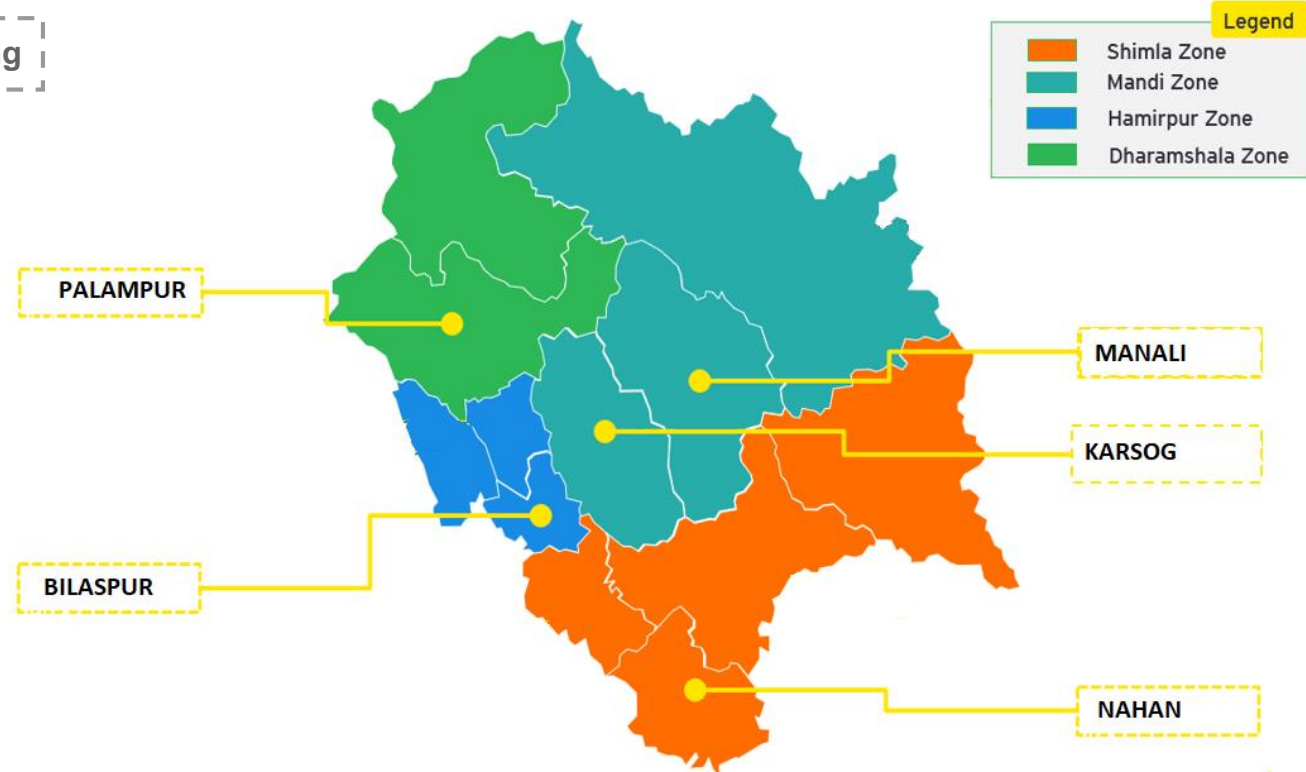 g
Legend
Shimla Zone
Mandi Zone
Hamirpur Zone
Dharamshala Zone
PALAMPUR
MANALI
KARSOG
BILASPUR
NAHAN